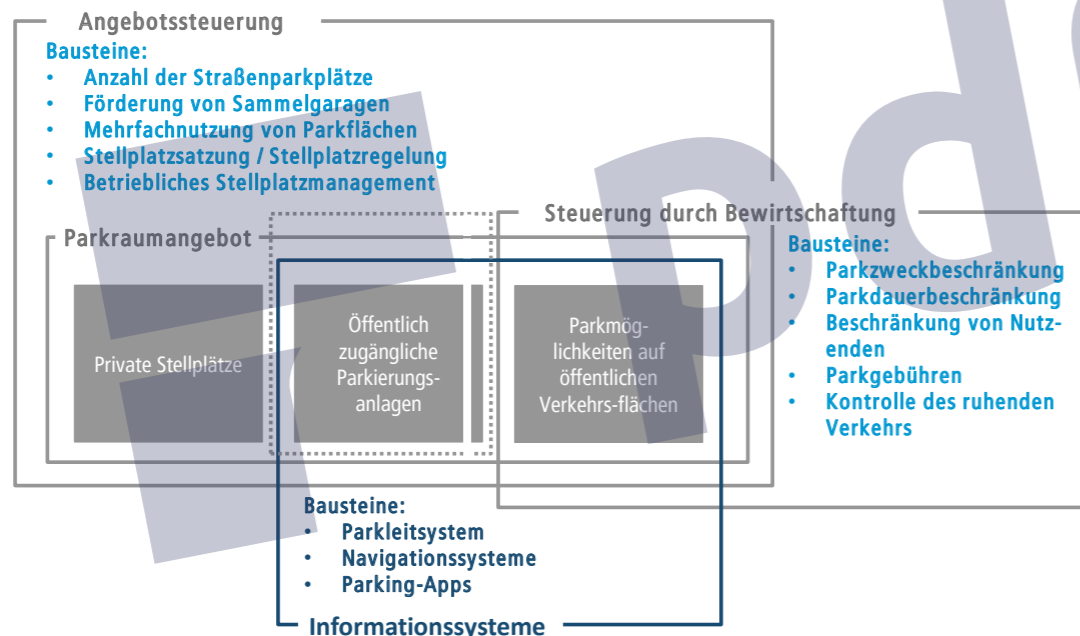 Angebotssteuerung
Bausteine:
• Anzahl der Straßenparkplätze
• Förderung von Sammelgaragen
• Mehrfachnutzung von Parkflächen
• Stellplatzsatzung / Stellplatzregelung
• Betriebliches Stellplatzmanagement
Steuerung durch Bewirtschaftung
Bausteine:
• Parkzweckbeschränkung
• Parkdauerbeschränkung
• Beschränkung von Nutz-
enden
• Parkgebühren
• Kontrolle des ruhenden
Verkehrs
Parkraumangebot
Private Stellplätze
Öffentlich
zugängliche
Parkierungs-
anlagen
Parkmög-
lichkeiten auf
öffentlichen
Verkehrs-flächen
Bausteine:
• Parkleitsystem
• Navigationssysteme
• Parking-Apps
Informationssysteme
pd